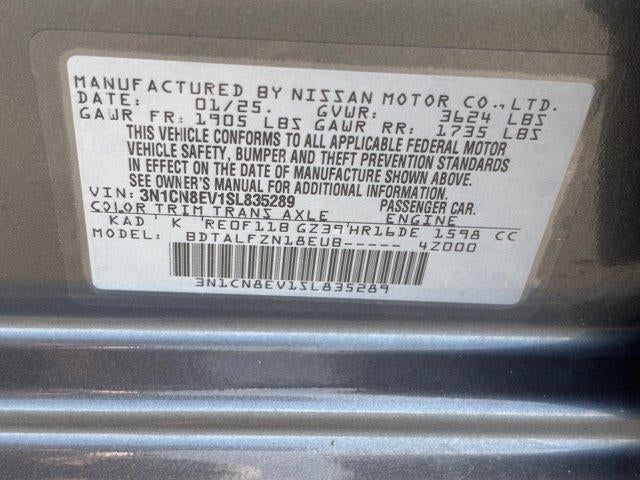 MANUFACTURED BY NISSAN MOTOR CO.,LTD.
DATE: 01/25. GVWR: 3624 LBS
GAWR FR: 1905 LBS GAWR RR: 1735 LBS
THIS VEHICLE CONFORMS TO ALL APPLICABLE FEDERAL MOTOR
VEHICLE SAFETY, BUMPER AND THEFT PREVENTION STANDARDS
IN EFFECT ON THE DATE OF MANUFACTURE SHOWN ABOVE.
SEE OWNER'S MANUAL FOR ADDITIONAL INFORMATION.
VIN: 3N1CN8EV1SL835289 PASSENGER CAR.
COLOR TRIM TRANS AXLE ENGINE
KAD K RE0F11B GZ39 HR16DE 1598 CC
MODEL: BDTALFZN18EUB----- 4Z000
3N1CN8EV1SL835289